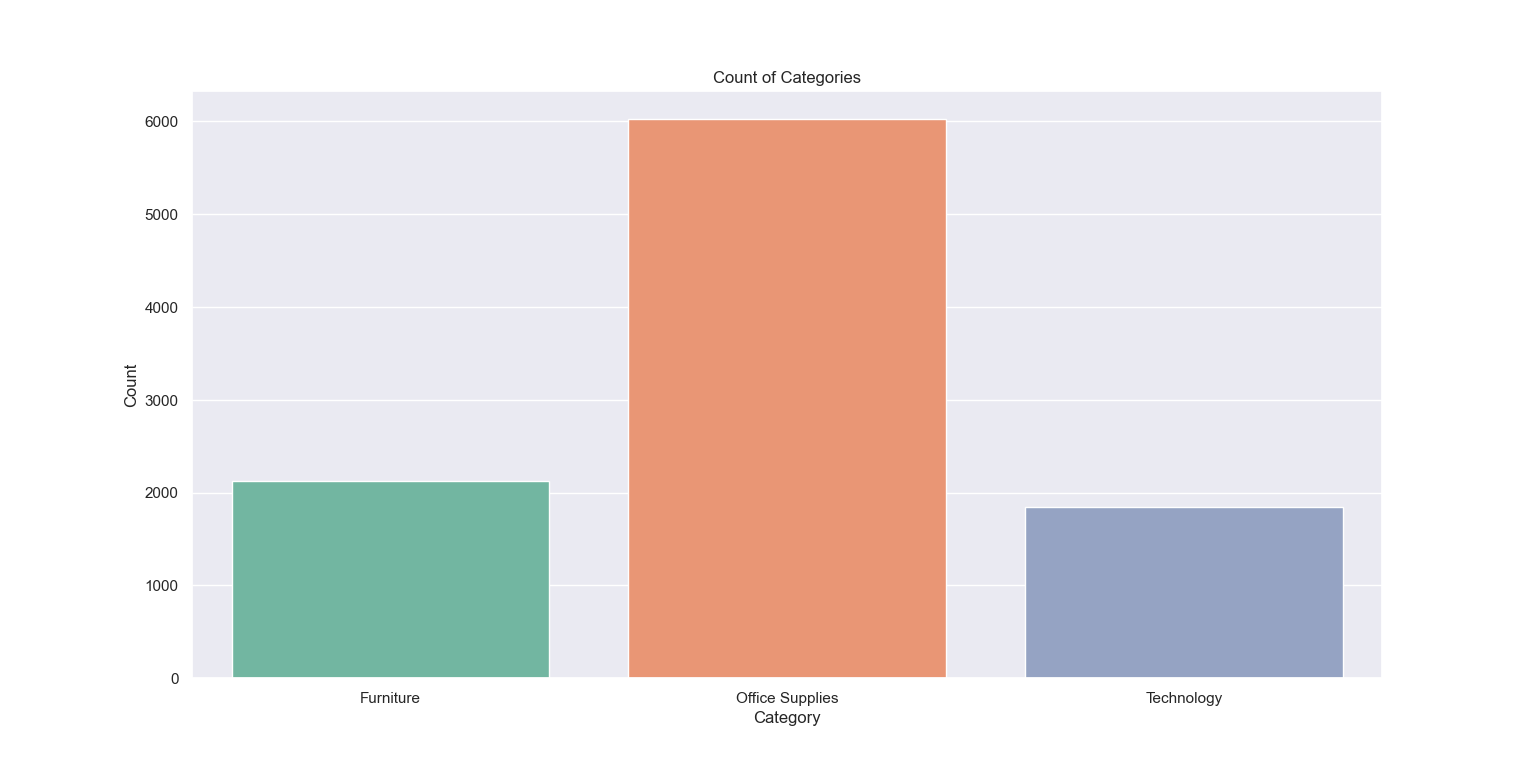 Count of Categories
6000
5000
4000
3000
2000
1000
0
Count
Furniture
Office Supplies
Technology
Category